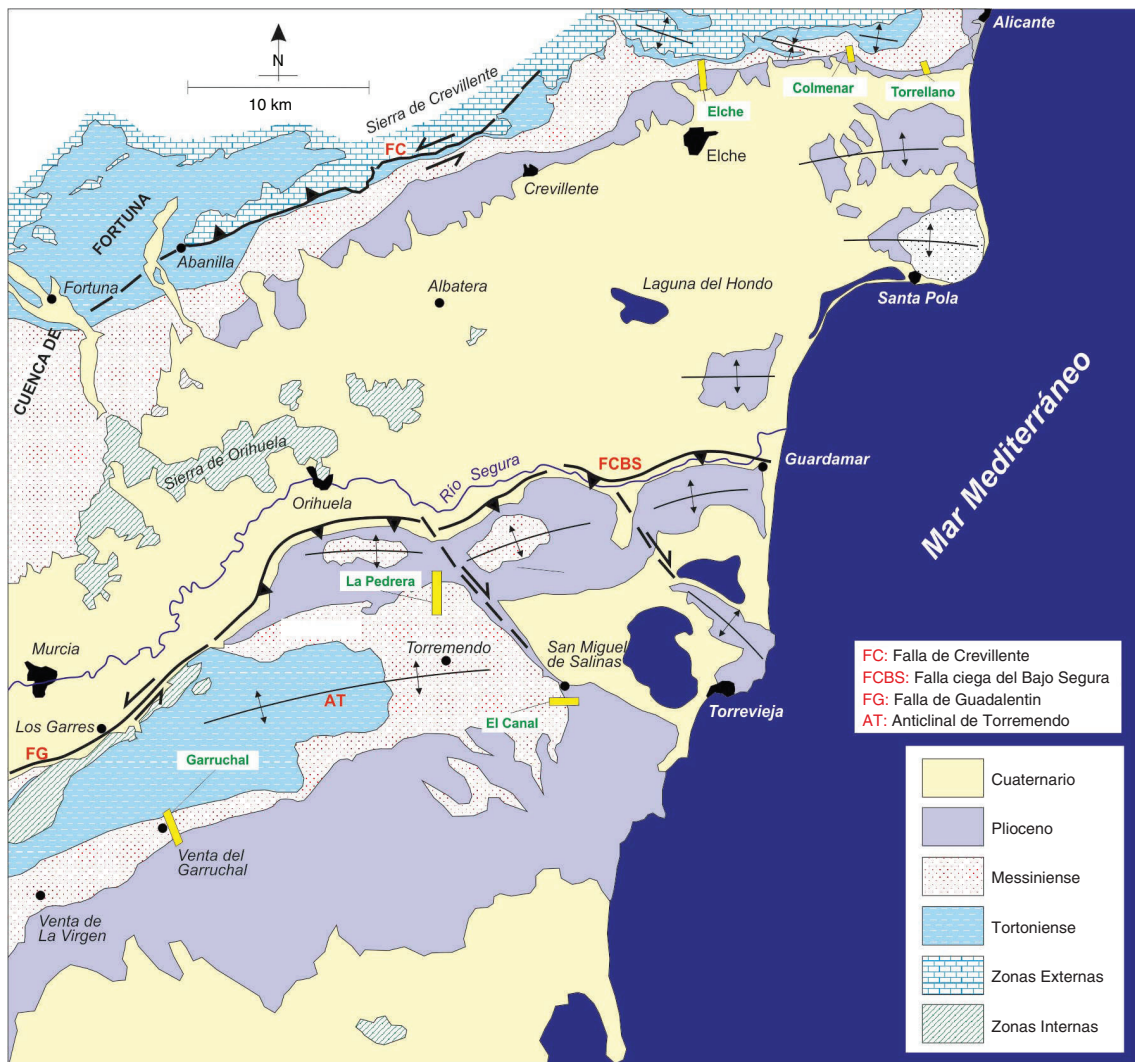 Alicante
N
10 km
Sierra de Crevillente
FC
Colmenar
Torrellano
Elche
Elche
Crevillente
FORTUNA
Abanilla
Fortuna
Albatera
Laguna del Hondo
Santa Pola
CUENCA DE
Mar Mediterráneo
Sierra de Orihuela
Orihuela
Río Segura
FCBS
Guardamar
La Pedrera
Murcia
Torremendo
San Miguel
de Salinas
AT
El Canal
Torrevieja
Los Garres
FG
Garruchal
Venta del
Garruchal
Venta de
La Virgen
FC: Falla de Crevillente
FCBS: Falla ciega del Bajo Segura
FG: Falla de Guadalentin
AT: Anticlinal de Torremendo
Cuaternario
Plioceno
Messiniense
Tortoniense
Zonas Externas
Zonas Internas